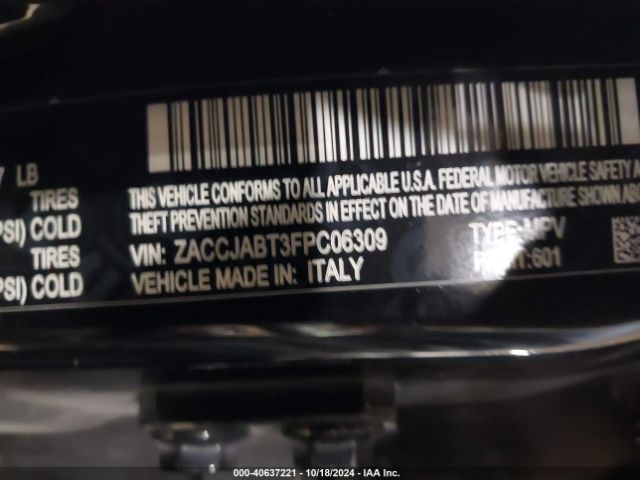 7 LB
TIRES
PSI) COLD
TIRES
PSI) COLD
THIS VEHICLE CONFORMS TO ALL APPLICABLE U.S.A. FEDERAL MOTOR VEHICLE SAFETY
THEFT PREVENTION STANDARDS IN EFFECT ON THE DATE OF MANUFACTURE SHOWN
VIN: ZACCJABT3FPC06309 TYPE:MPV
VEHICLE MADE IN: ITALY :601
000-40637221 | 10/18/2024 - IAA Inc.